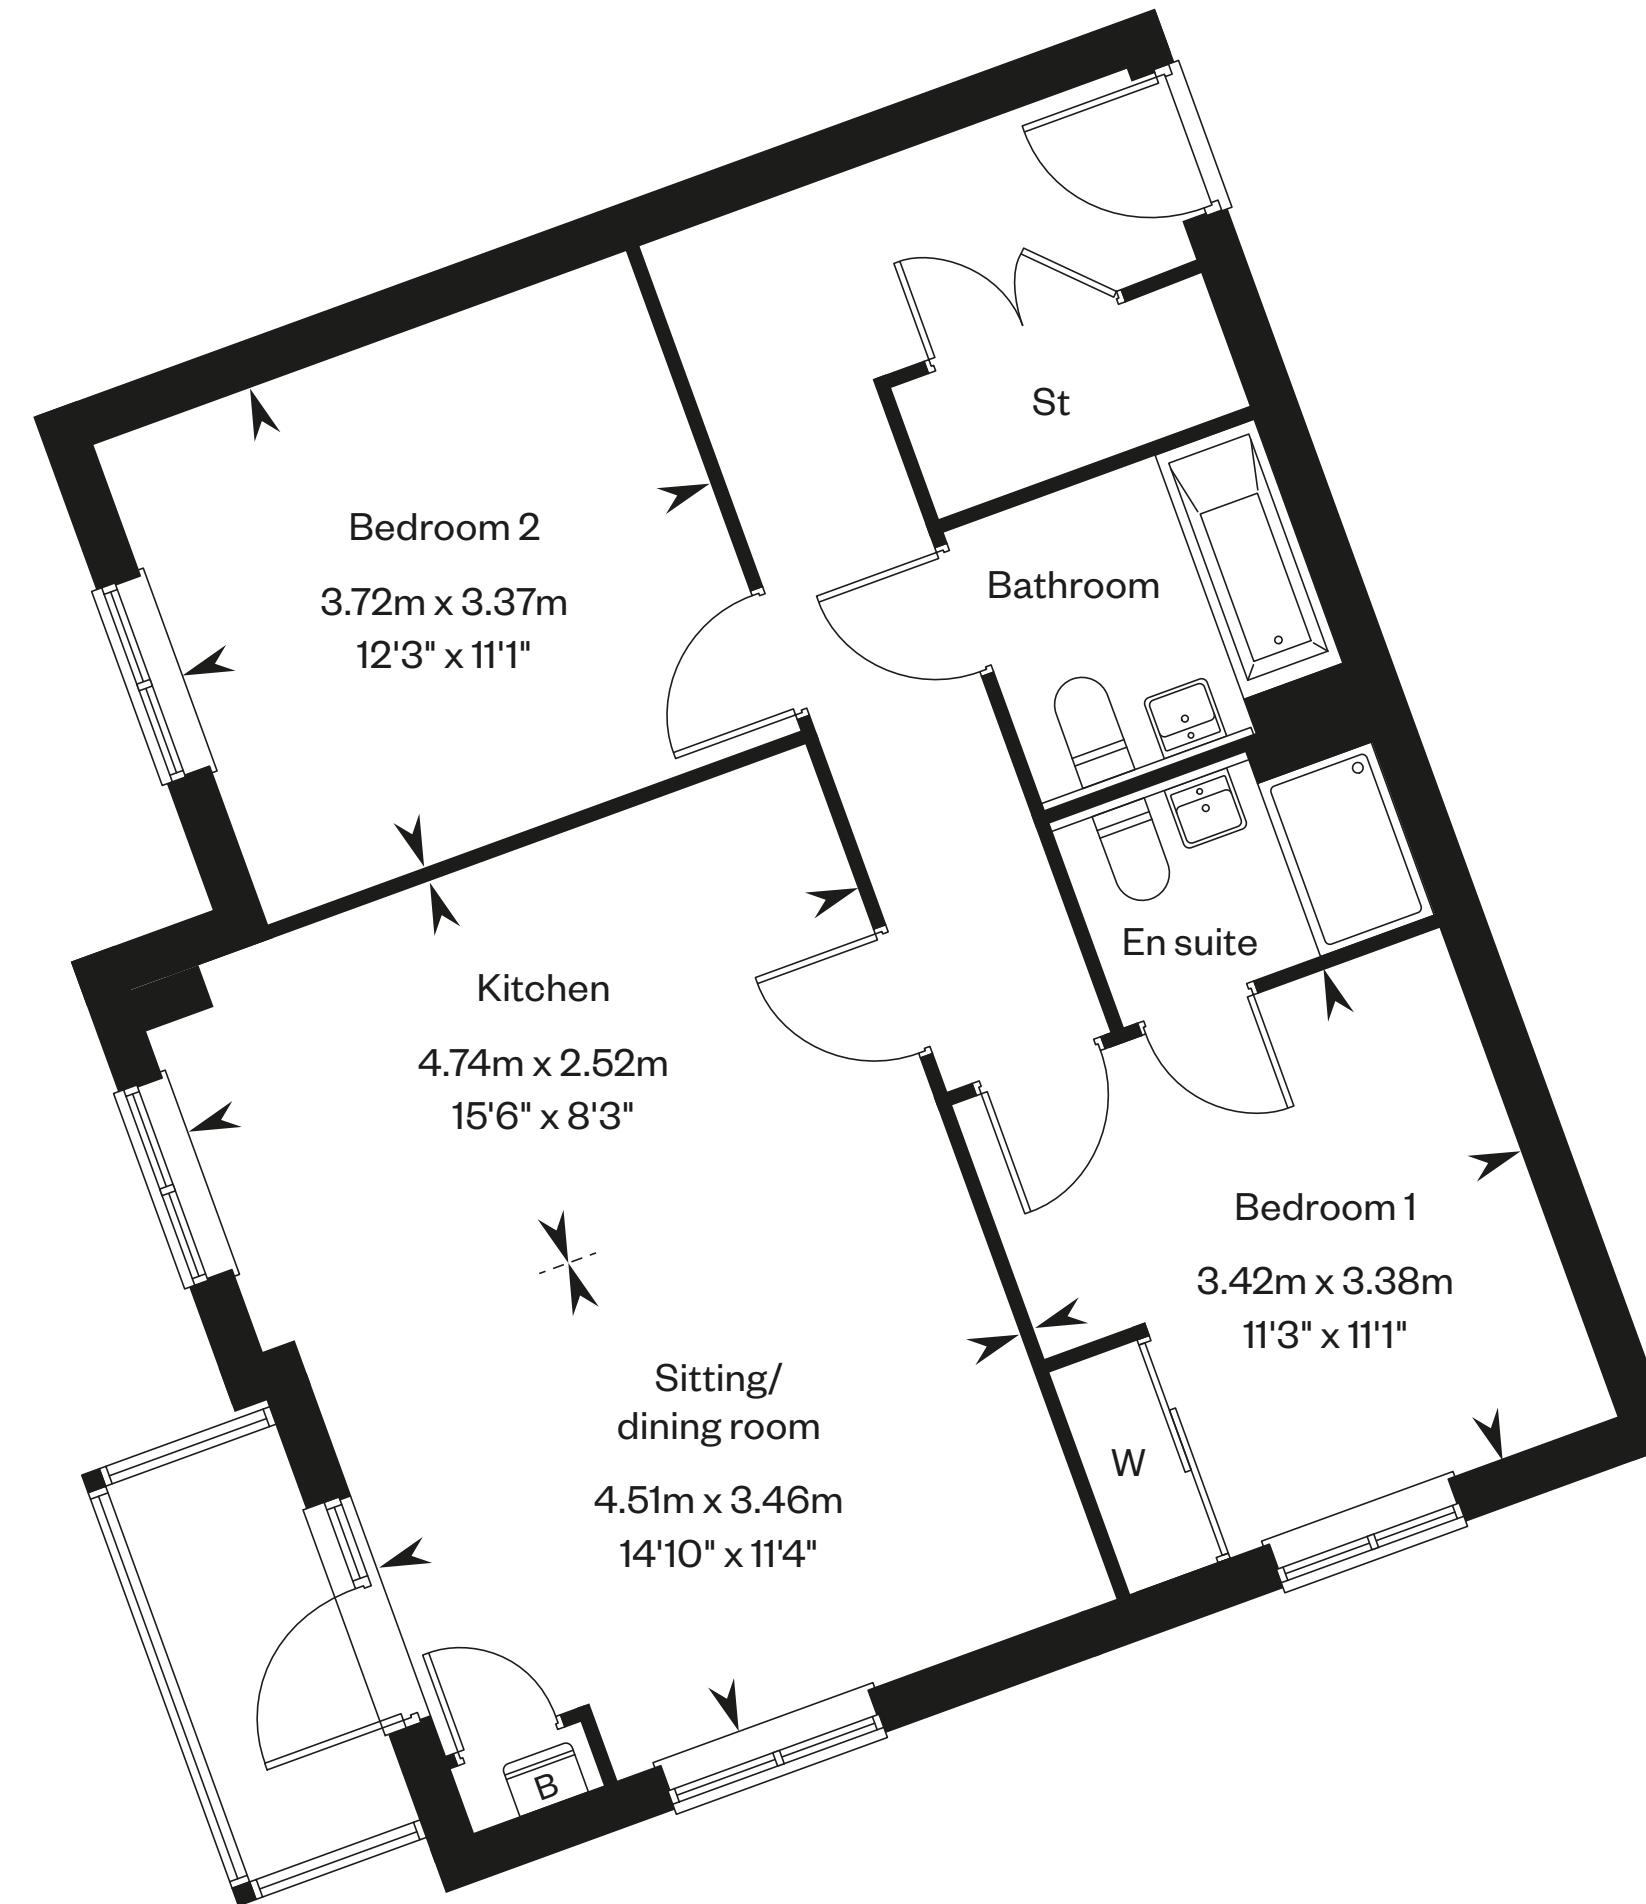 St
Bedroom 2
3.72m x 3.37m
12'3" x 11'1"
Bathroom
En suite
Kitchen
4.74m x 2.52m
15'6" x 8'3"
Bedroom 1
3.42m x 3.38m
11'3" x 11'1"
Sitting/
dining room
4.51m x 3.46m
14'10" x 11'4"
W
B